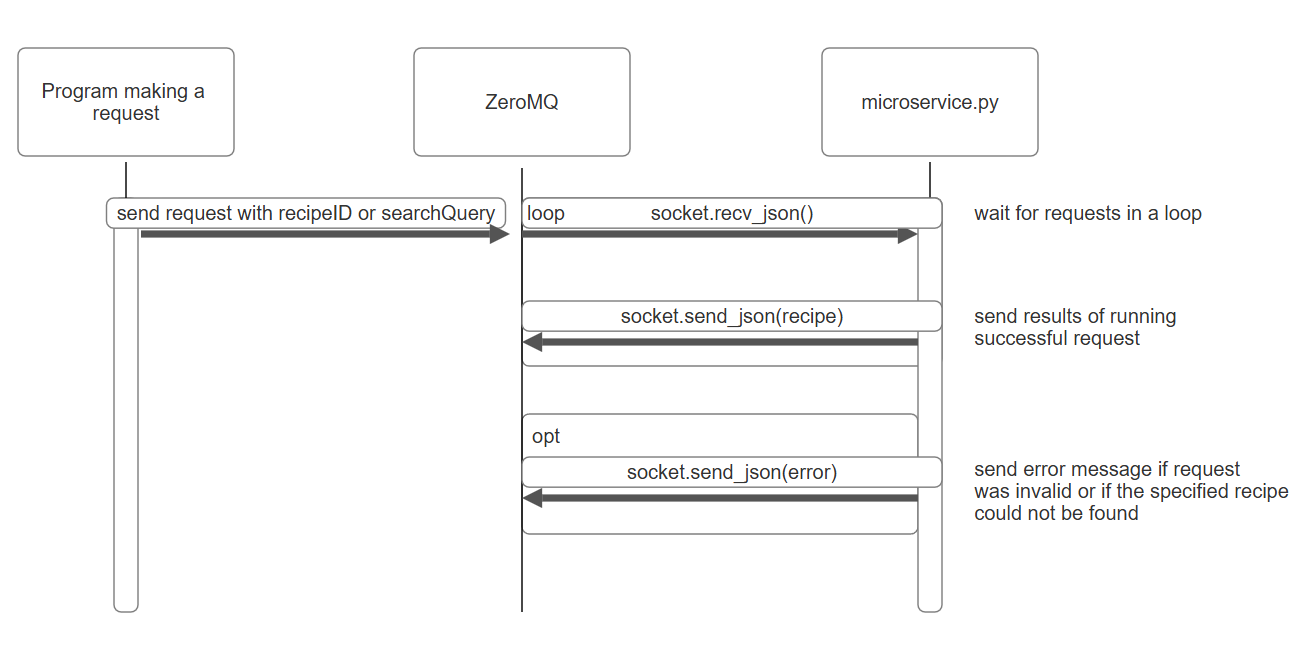 Program making a
request
ZeroMQ
microservice.py
send request with recipeID or searchQuery
loop
socket.recv_json()
wait for requests in a loop
socket.send_json(recipe)
send results of running
successful request
opt
socket.send_json(error)
send error message if request
was invalid or if the specified recipe
could not be found